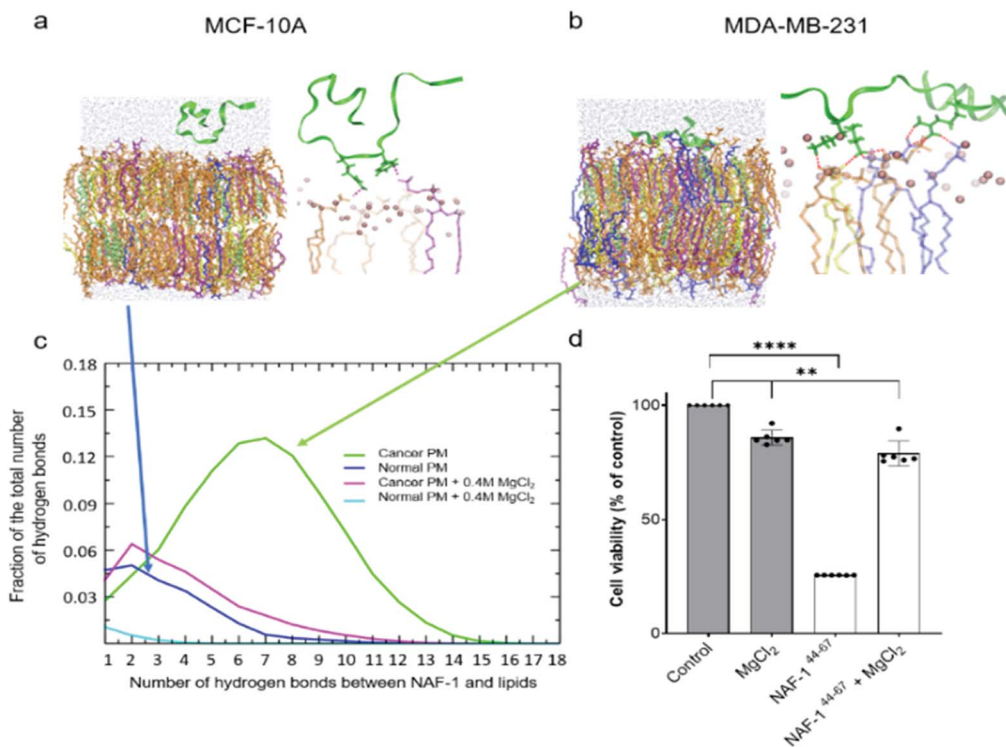 a
MCF-10A
b
MDA-MB-231
c
0.18
0.15
0.12
0.09
0.06
0.03
Fraction of the total number
of hydrogen bonds
Cancer PM
Normal PM
Cancer PM + 0.4M MgCl₂
Normal PM + 0.4M MgCl₂
1 2 3 4 5 6 7 8 9 10 11 12 13 14 15 16 17 18
Number of hydrogen bonds between NAF-1 and lipids
d
****
**
100
50
0
Cell viability (% of control)
Control
MgCl₂
NAF-1 ⁴⁴⁻⁶⁷
NAF-1 ⁴⁴⁻⁶⁷ + MgCl₂